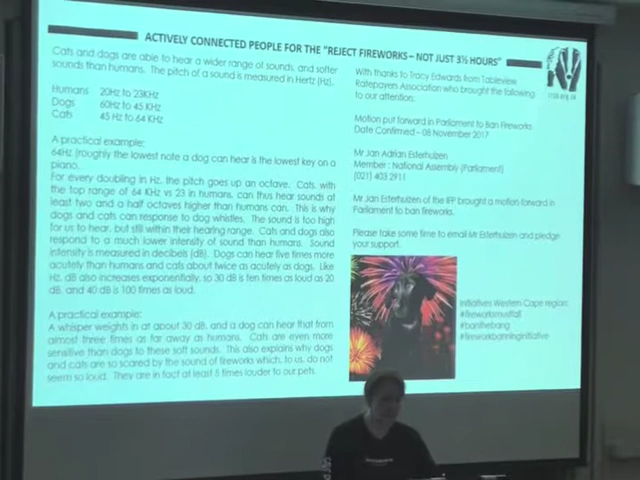 ACTIVELY CONNECTED PEOPLE FOR THE "REJECT FIREWORKS – NOT JUST 3½ HOURS"
Cats and dogs are able to hear a wider range of sounds, and softer
sounds than humans. The pitch of a sound is measured in Hertz (Hz).
Humans 20Hz to 23KHz
Dogs 60Hz to 45 KHz
Cats 45 Hz to 64 KHz
A practical example:
64Hz (roughly the lowest note a dog can hear is the lowest key on a
piano.
For every doubling in Hz, the pitch goes up an octave. Cats, with
the top range of 64 KHz vs 23 in humans, can thus hear sounds at
least two and a half octaves higher than humans can. This is why
dogs and cats can response to dog whistles. The sound is too high
for us to hear, but still within their hearing range. Cats and dogs also
respond to a much lower intensity of sound than humans. Sound
intensity is measured in decibels (dB). Dogs can hear five times more
acutely than humans and cats about twice as acutely as dogs. Like
Hz, dB also increases exponentially, so 30 dB is ten times as loud as 20
dB, and 40 dB is 100 times as loud.
A practical example:
A whisper weights in at about 30 dB, and a dog can hear that from
almost three times as far away as humans. Cats are even more
sensitive than dogs to these soft sounds. This also explains why dogs
and cats are so scared by the sound of fireworks which, to us, do not
seem so loud. They are in fact at least 5 times louder to our pets.
With thanks to Tracy Edwards from Tableview
Ratepayers Association who brought the following
to our attention:
Motion put forward in Parliament to Ban Fireworks
Date Confirmed – 08 November 2017
Mr Jan Adrian Esterhuizen
Member : National Assembly (Parliament)
(021) 403 2911
Mr Jan Esterhuizen of the IFP brought a motion forward in
Parliament to ban fireworks.
Please take some time to email Mr Esterhuizen and pledge
your support.
Initiatives Western Cape region:
#fireworksmustfall
#banthebang
#fireworkbanninginitiative